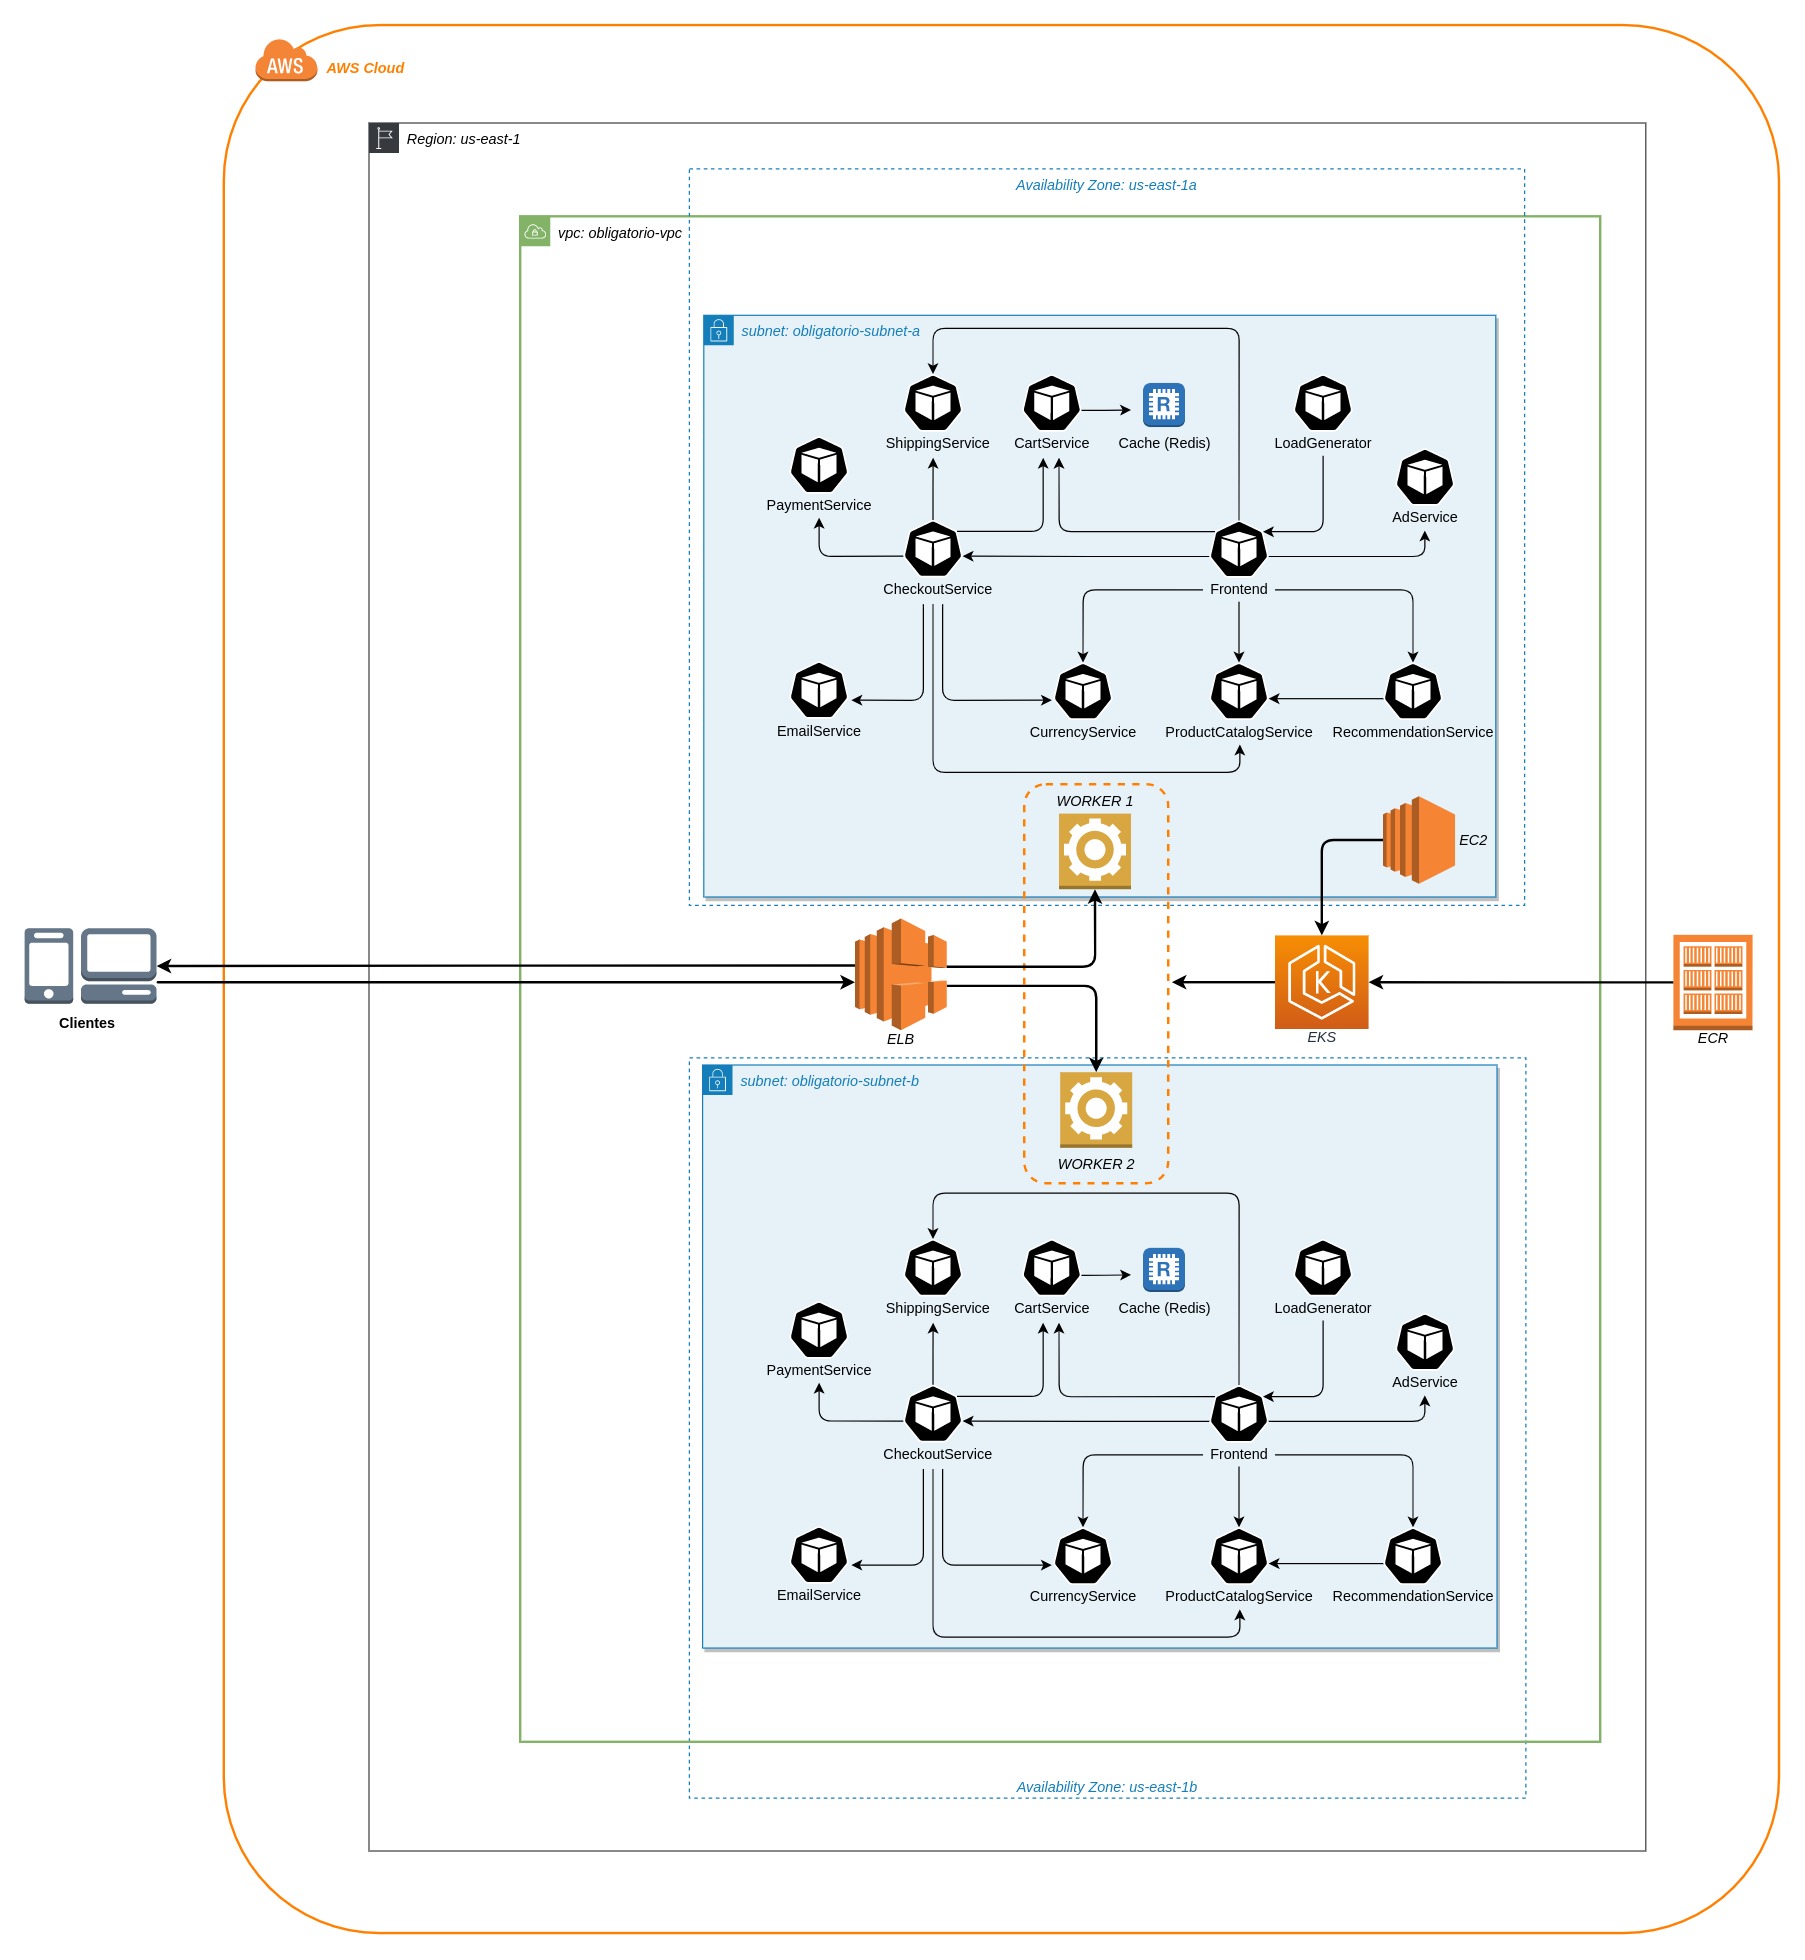 AWS
AWS Cloud
Region: us-east-1
Availability Zone: us-east-1a
vpc: obligatorio-vpc
subnet: obligatorio-subnet-a
R
ShippingService
CartService
Cache (Redis)
LoadGenerator
PaymentService
AdService
CheckoutService
Frontend
EmailService
CurrencyService
ProductCatalogService
RecommendationService
WORKER 1
EC2
Clientes
ELB
K
EKS
ECR
subnet: obligatorio-subnet-b
WORKER 2
R
ShippingService
CartService
Cache (Redis)
LoadGenerator
PaymentService
AdService
CheckoutService
Frontend
EmailService
CurrencyService
ProductCatalogService
RecommendationService
Availability Zone: us-east-1b